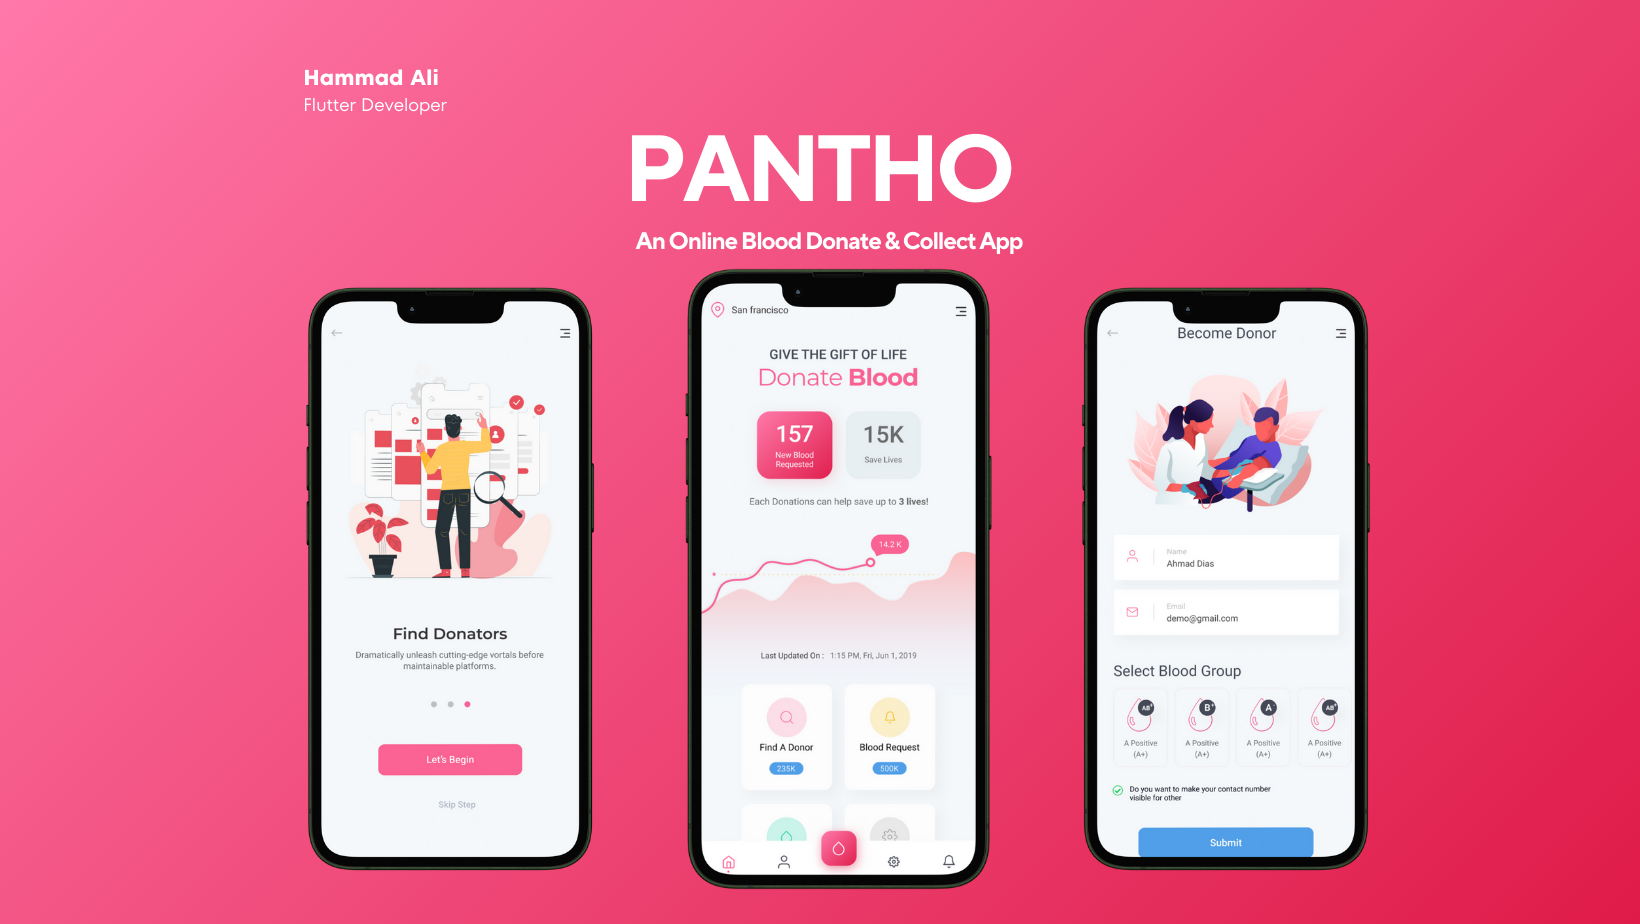 Hammad Ali
Flutter Developer
PANTHO
An Online Blood Donate & Collect App
Find Donators
Dramatically unleash cutting-edge vortals before
maintainable platforms.
Let's Begin
Skip Step
San francisco
GIVE THE GIFT OF LIFE
Donate Blood
157
New Blood
Requested
15K
Save Lives
Each Donations can help save up to 3 lives!
14.2 K
Last Updated On : 1:15 PM, Fri, Jun 1, 2019
Find A Donor
235K
Blood Request
500K
Become Donor
Name
Ahmad Dias
Email
demo@gmail.com
Select Blood Group
AB+ B+ A AB+
A Positive A Positive A Positive A Positive
(A+) (A+) (A+) (A+)
Do you want to make your contact number
visible for other
Submit